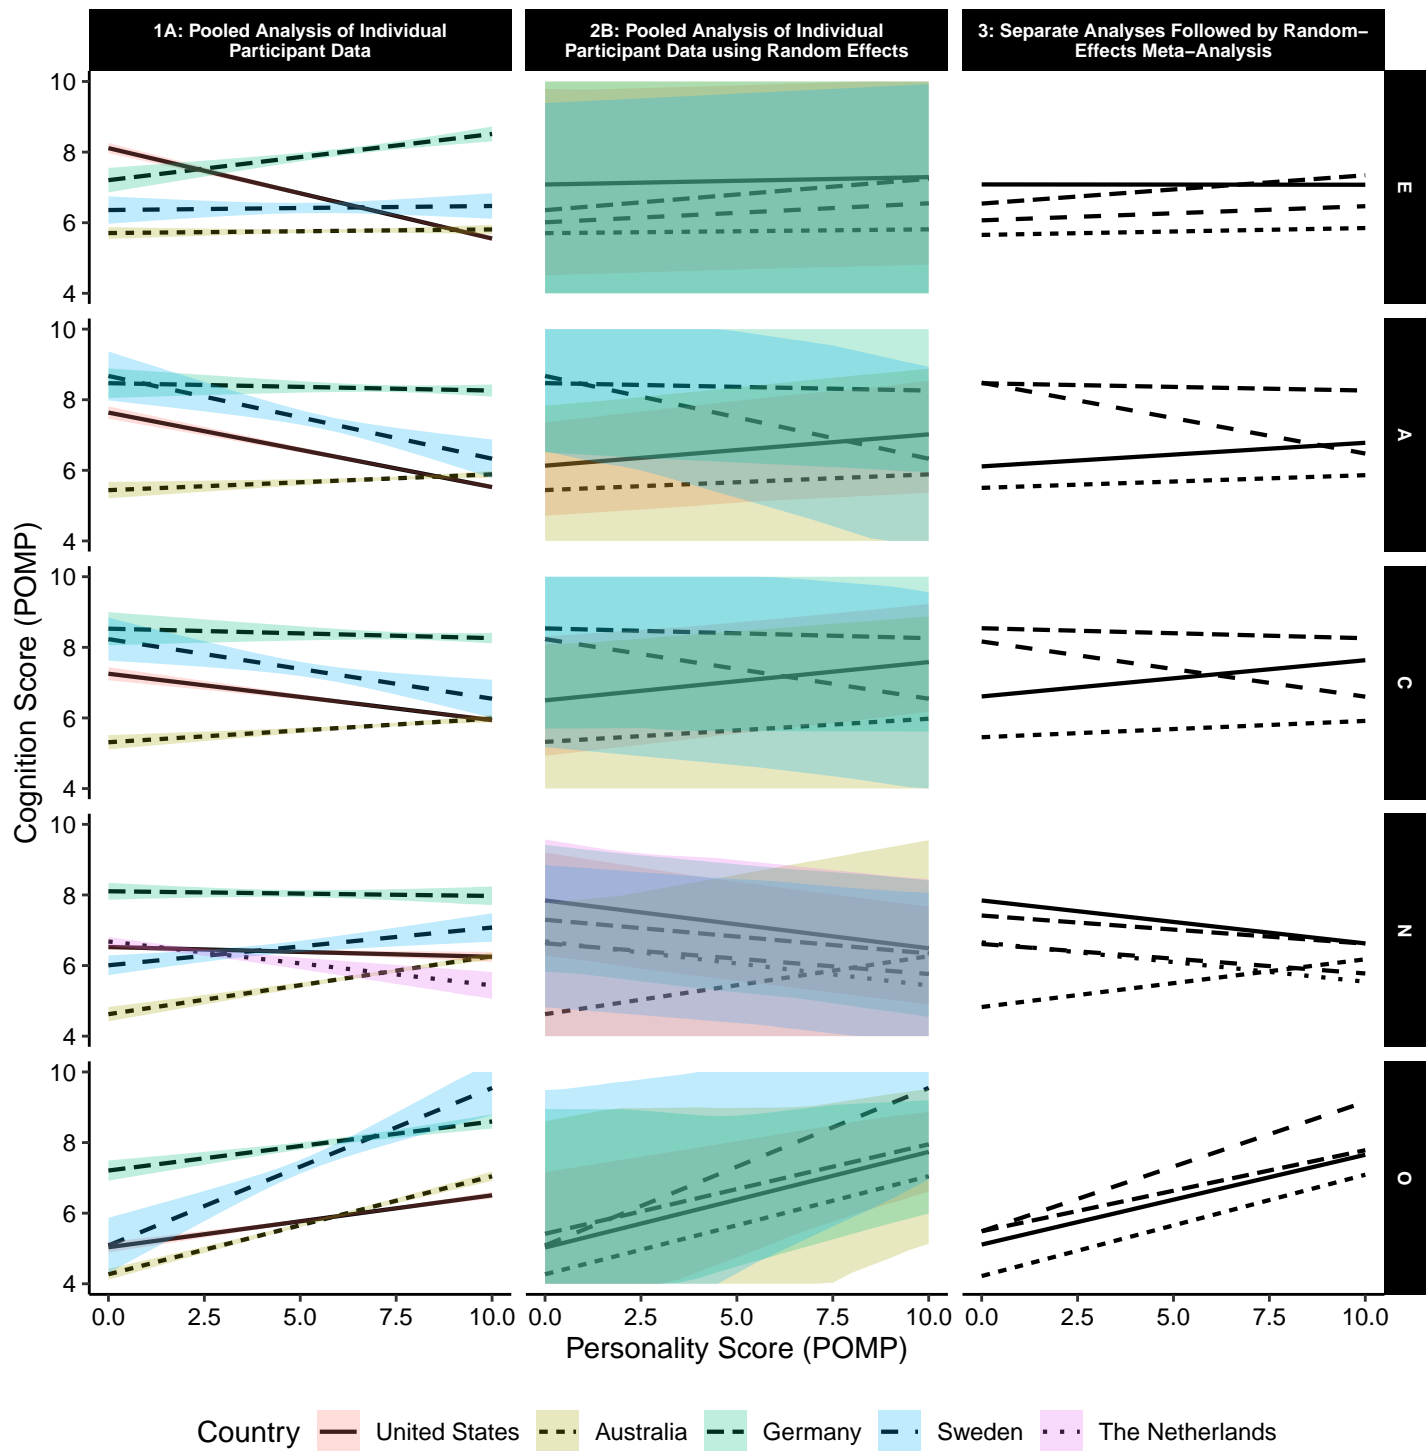 1A: Pooled Analysis of Individual
Participant Data
2B: Pooled Analysis of Individual
Participant Data using Random Effects
3: Separate Analyses Followed by Random−
Effects Meta−Analysis
10
8
6
4
E
10
8
6
4
A
10
8
6
4
C
10
8
6
4
N
10
8
6
4
O
Cognition Score (POMP)
0.0 2.5 5.0 7.5 10.0
0.0 2.5 5.0 7.5 10.0
0.0 2.5 5.0 7.5 10.0
Personality Score (POMP)
Country United States Australia Germany Sweden The Netherlands